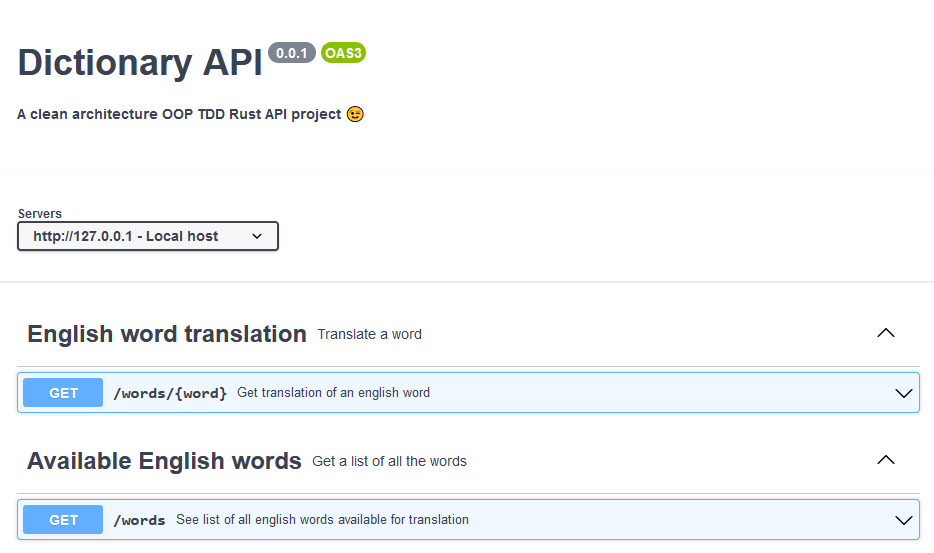 Dictionary API 0.0.1 OAS3
A clean architecture OOP TDD Rust API project 😉
Servers
http://127.0.0.1 - Local host
English word translation Translate a word
GET /words/{word} Get translation of an english word
Available English words Get a list of all the words
GET /words See list of all english words available for translation